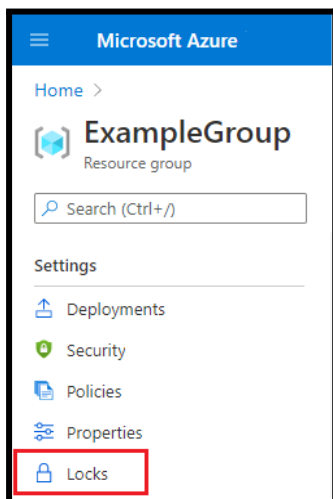 Microsoft Azure
Home >
ExampleGroup
Resource group
Search (Ctrl+/)
Settings
Deployments
Security
Policies
Properties
Locks